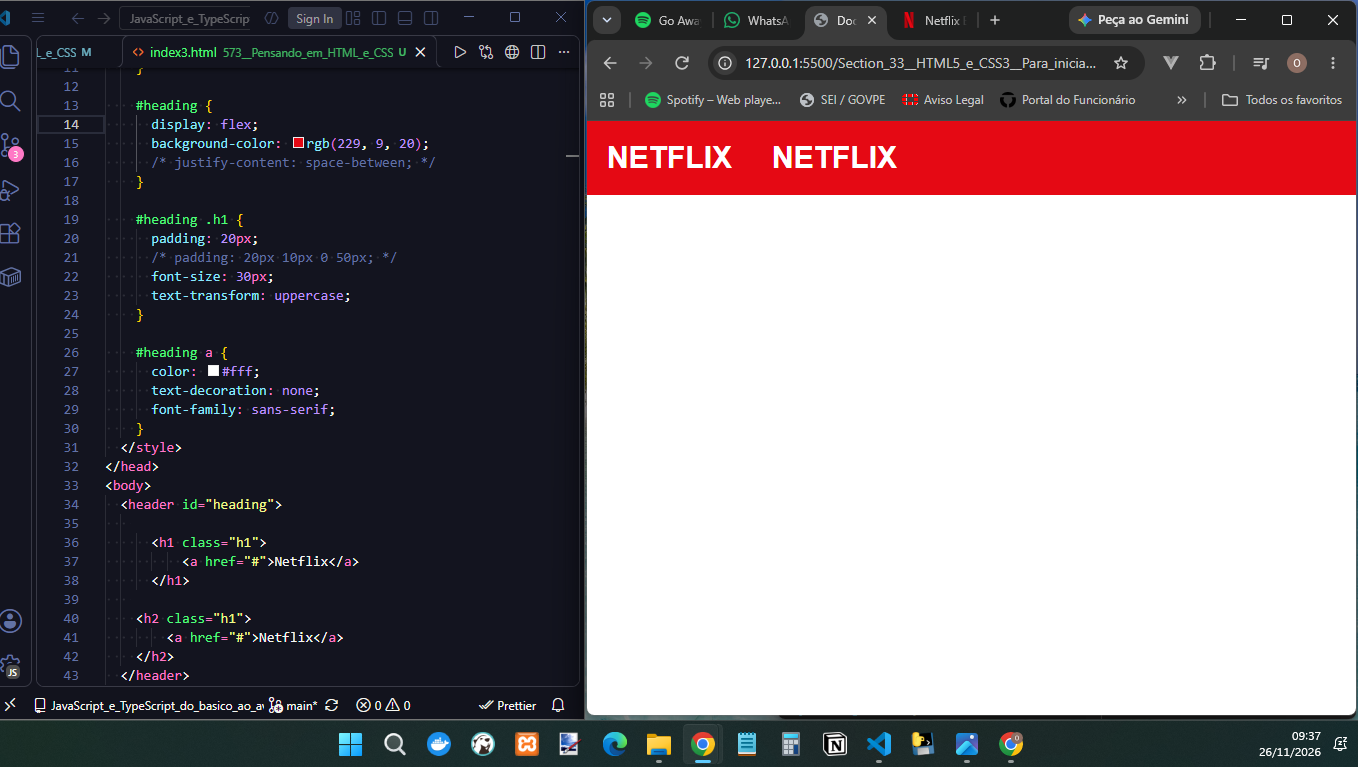 JavaScript_e_TypeScrip
Sign In
L_e_CSS M
<> index3.html 573__Pensando_em_HTML_e_CSS U
11 }
12
13 #heading {
14 display: flex;
15 background-color: rgb(229, 9, 20);
16 /* justify-content: space-between; */
17 }
18
19 #heading .h1 {
20 padding: 20px;
21 /* padding: 20px 10px 0 50px; */
22 font-size: 30px;
23 text-transform: uppercase;
24 }
25
26 #heading a {
27 color: #fff;
28 text-decoration: none;
29 font-family: sans-serif;
30 }
31 </style>
32 </head>
33 <body>
34 <header id="heading">
35
36 <h1 class="h1">
37 <a href="#">Netflix</a>
38 </h1>
39
40 <h2 class="h1">
41 <a href="#">Netflix</a>
42 </h2>
43 </header>
3
JS
JavaScript_e_TypeScript_do_basico_ao_av main* 0 0 Prettier
Go Awa
WhatsA
Doc
Netflix
Peça ao Gemini
127.0.0.1:5500/Section_33__HTML5_e_CSS3__Para_inicia...
O
Spotify – Web playe...
SEI / GOVPE
Aviso Legal
Portal do Funcionário
»
Todos os favoritos
NETFLIX NETFLIX
09:37
26/11/2026